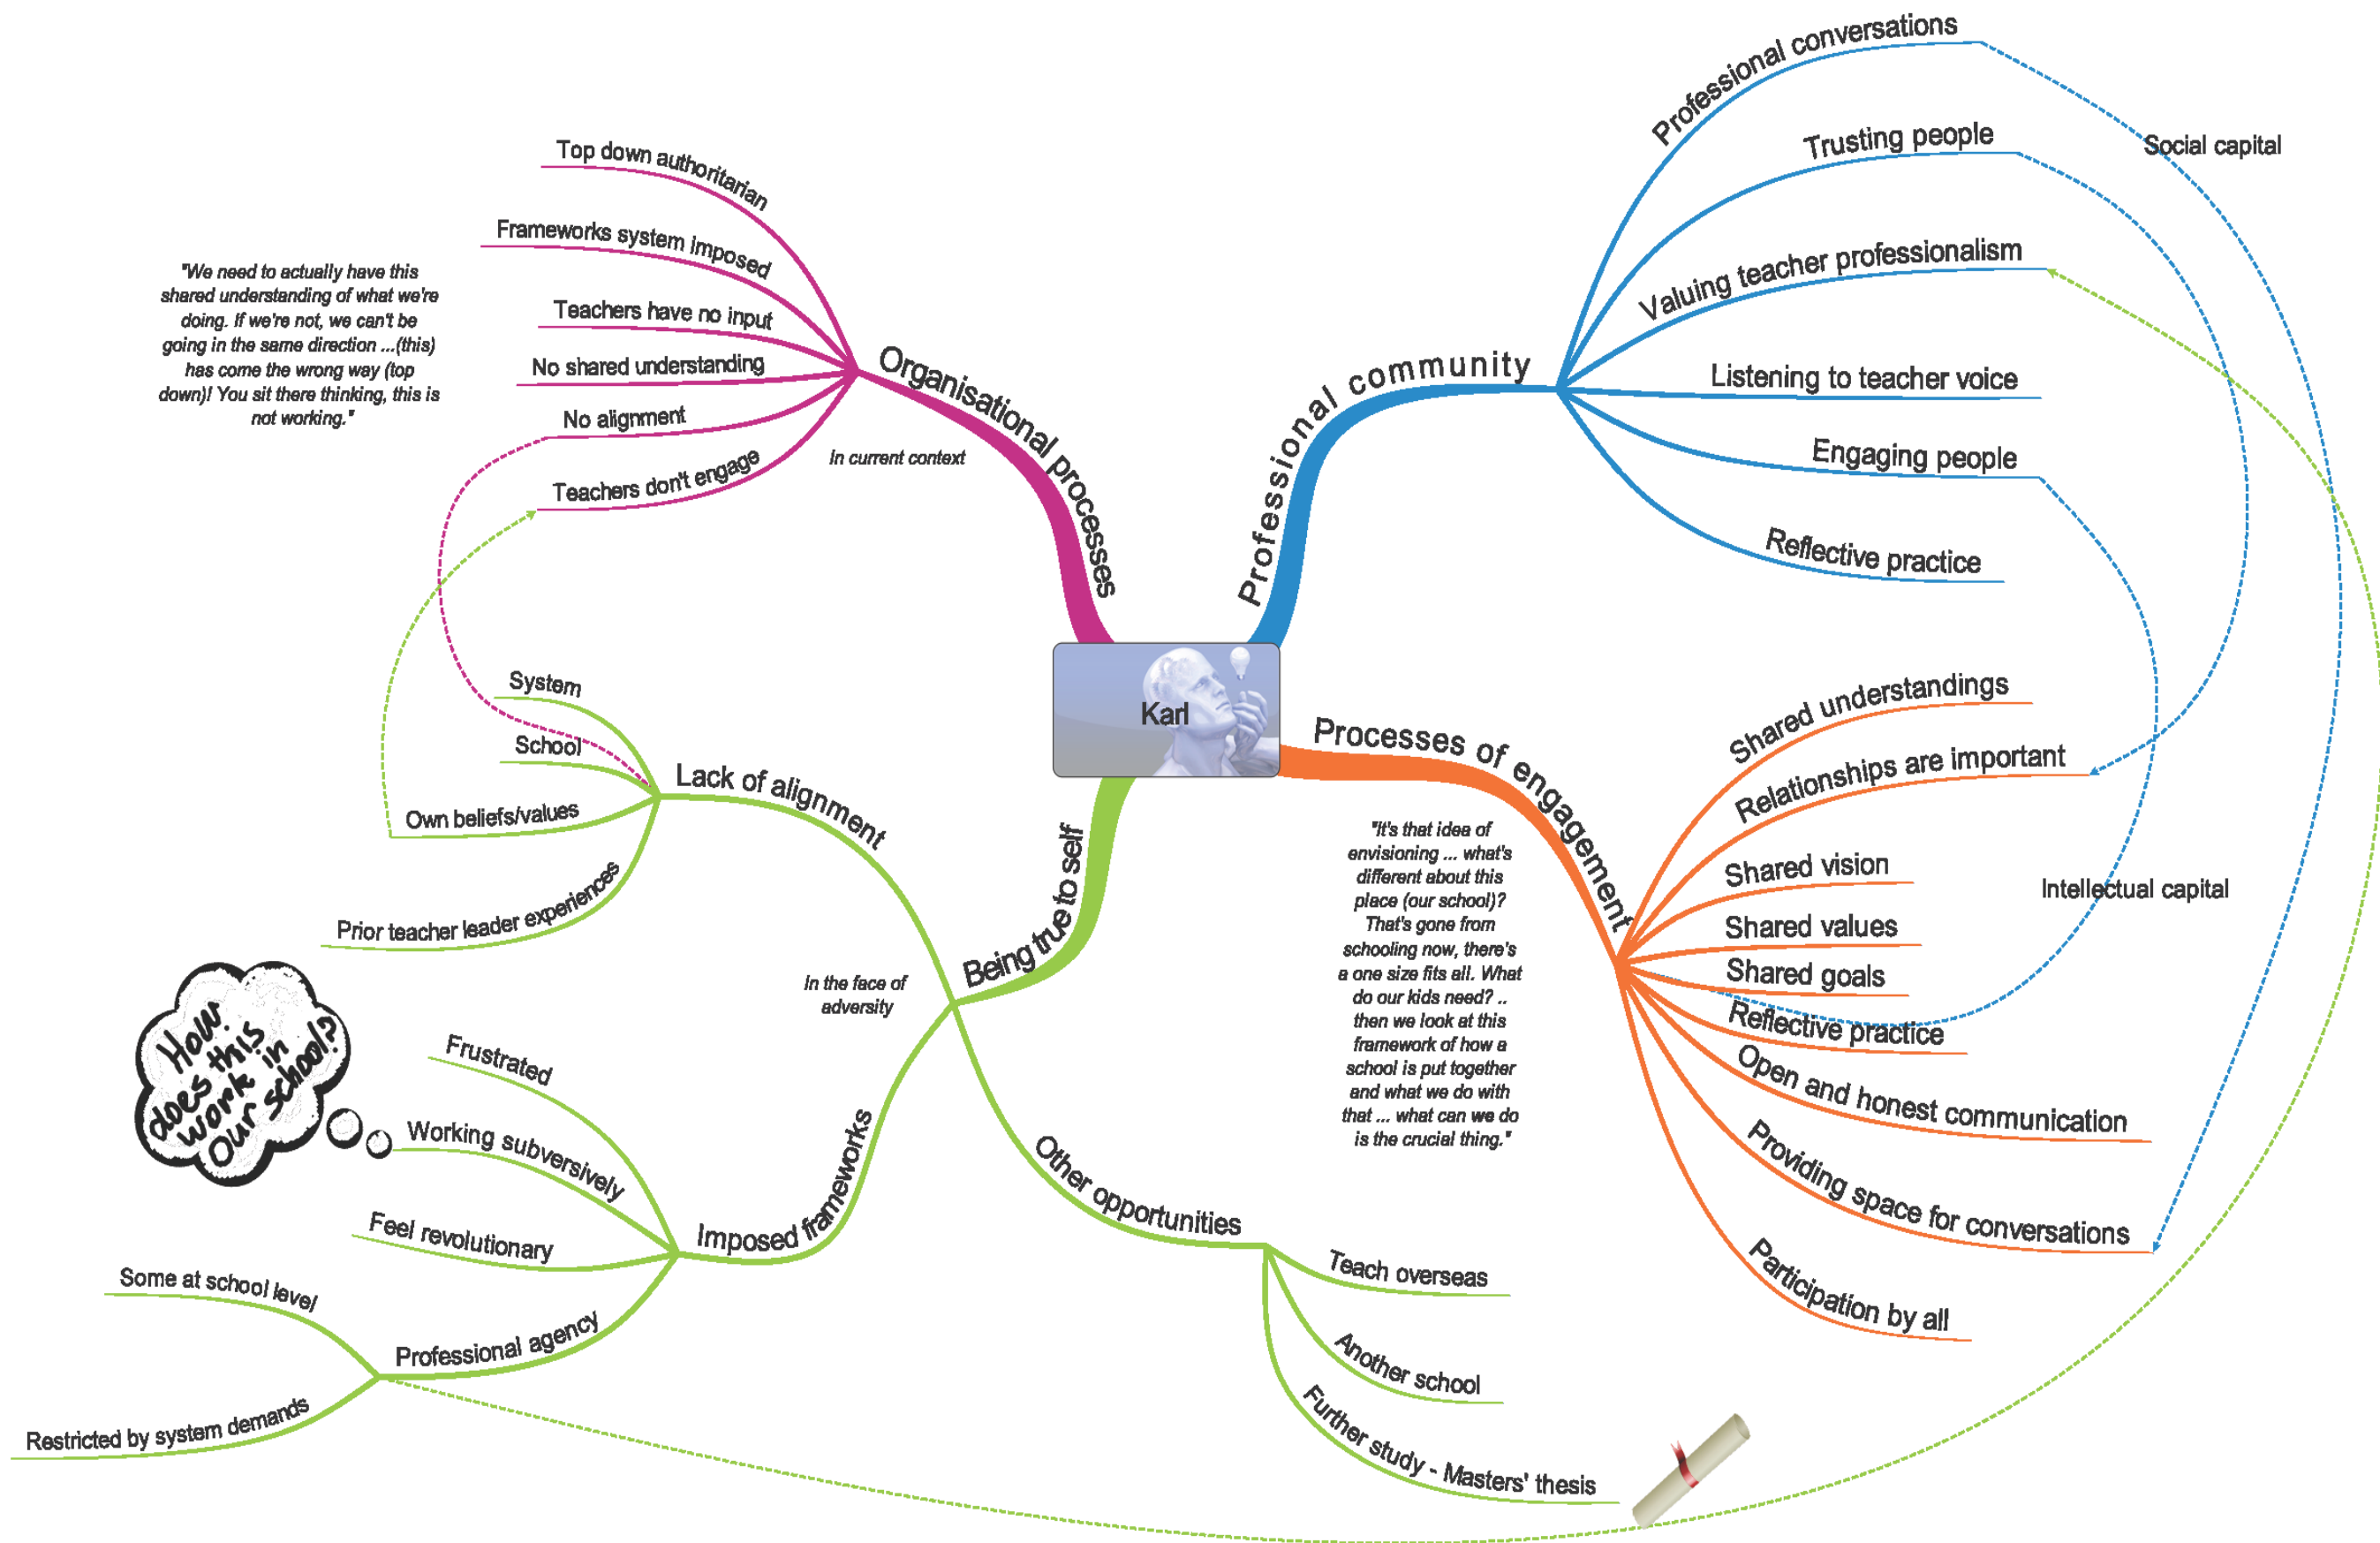 Karl
Organisational processes
In current context
Top down authoritarian
Frameworks system imposed
Teachers have no input
No shared understanding
No alignment
Teachers don't engage
"We need to actually have this
shared understanding of what we're
doing. If we're not, we can't be
going in the same direction ...(this)
has come the wrong way (top
down)! You sit there thinking, this is
not working."
Professional community
Professional conversations
Trusting people
Valuing teacher professionalism
Listening to teacher voice
Engaging people
Reflective practice
Social capital
Processes of engagement
Shared understandings
Relationships are important
Shared vision
Shared values
Shared goals
Reflective practice
Open and honest communication
Providing space for conversations
Participation by all
Intellectual capital
"It's that idea of
envisioning ... what's
different about this
place (our school)?
That's gone from
schooling now, there's
a one size fits all. What
do our kids need? ..
then we look at this
framework of how a
school is put together
and what we do with
that ... what can we do
is the crucial thing."
Being true to self
In the face of
adversity
Lack of alignment
System
School
Own beliefs/values
Prior teacher leader experiences
Imposed frameworks
Frustrated
Working subversively
Feel revolutionary
Professional agency
Some at school level
Restricted by system demands
How
does this
work in
our school?
Other opportunities
Teach overseas
Another school
Further study - Masters' thesis